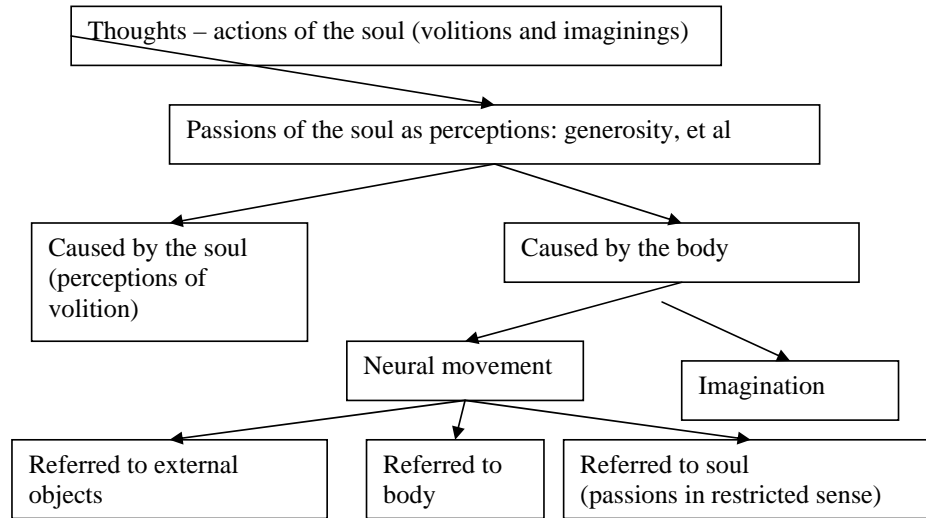 Thoughts – actions of the soul (volitions and imaginings)
Passions of the soul as perceptions: generosity, et al
Caused by the soul
(perceptions of
volition)
Caused by the body
Neural movement
Imagination
Referred to external
objects
Referred to
body
Referred to soul
(passions in restricted sense)